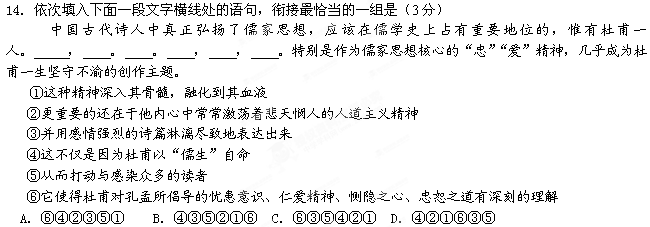 14. 依次填入下面一段文字横线处的语句，衔接最恰当的一组是（3分）
中国古代诗人中真正弘扬了儒家思想，应该在儒学史上占有重要地位的，惟有杜甫一
人。____，____。____。____，____，____。特别是作为儒家思想核心的“忠”“爱”精神，几乎成为杜
甫一生坚守不渝的创作主题。
①这种精神深入其骨髓，融化到其血液
②更重要的还在于他内心中常常激荡着悲天悯人的人道主义精神
③并用感情强烈的诗篇淋漓尽致地表达出来
④这不仅是因为杜甫以“儒生”自命
⑤从而打动与感染众多的读者
⑥它使得杜甫对孔孟所倡导的忧患意识、仁爱精神、恻隐之心、忠恕之道有深刻的理解
A. ⑥④②③⑤① B. ④③⑤②①⑥ C. ⑥③⑤④②① D. ④②①⑥③⑤